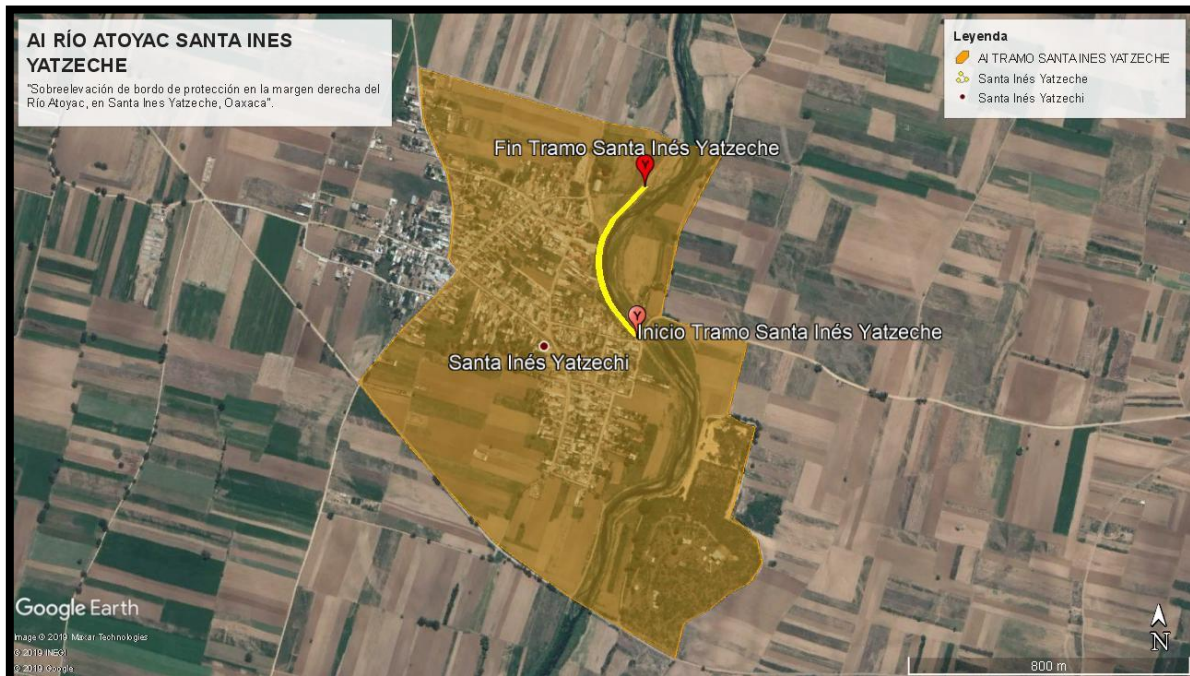 AI RÍO ATOYAC SANTA INES
YATZECHE
"Sobreelevación de bordo de protección en la margen derecha del
Río Atoyac, en Santa Ines Yatzeche, Oaxaca".
Leyenda
AI TRAMO SANTA INES YATZECHE
Santa Inés Yatzeche
Santa Inés Yatzechi
Fin Tramo Santa Inés Yatzeche
Y
Y
Inicio Tramo Santa Inés Yatzeche
Santa Inés Yatzechi
Google Earth
Image © 2019 Maxar Technologies
© 2019 INEGI
© 2019 Google
N
800 m